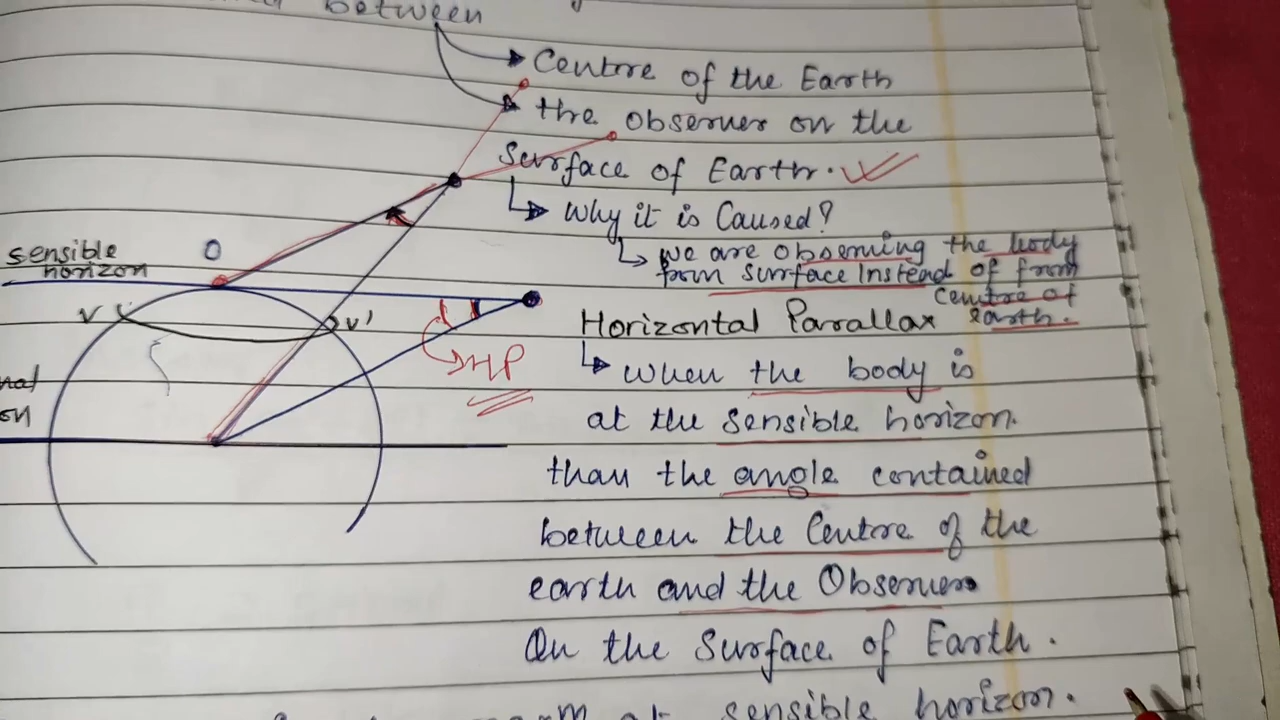 between
Centre of the Earth
the observer on the
Surface of Earth.
Why it is Caused?
we are observing the body
from surface Instead of from
Centre of
earth.
sensible
horizon
O
V
V'
HP
Horizontal Parallax
when the body is
at the sensible horizon.
than the angle contained
between the Centre of the
earth and the Observer
On the Surface of Earth.
at sensible horizon.